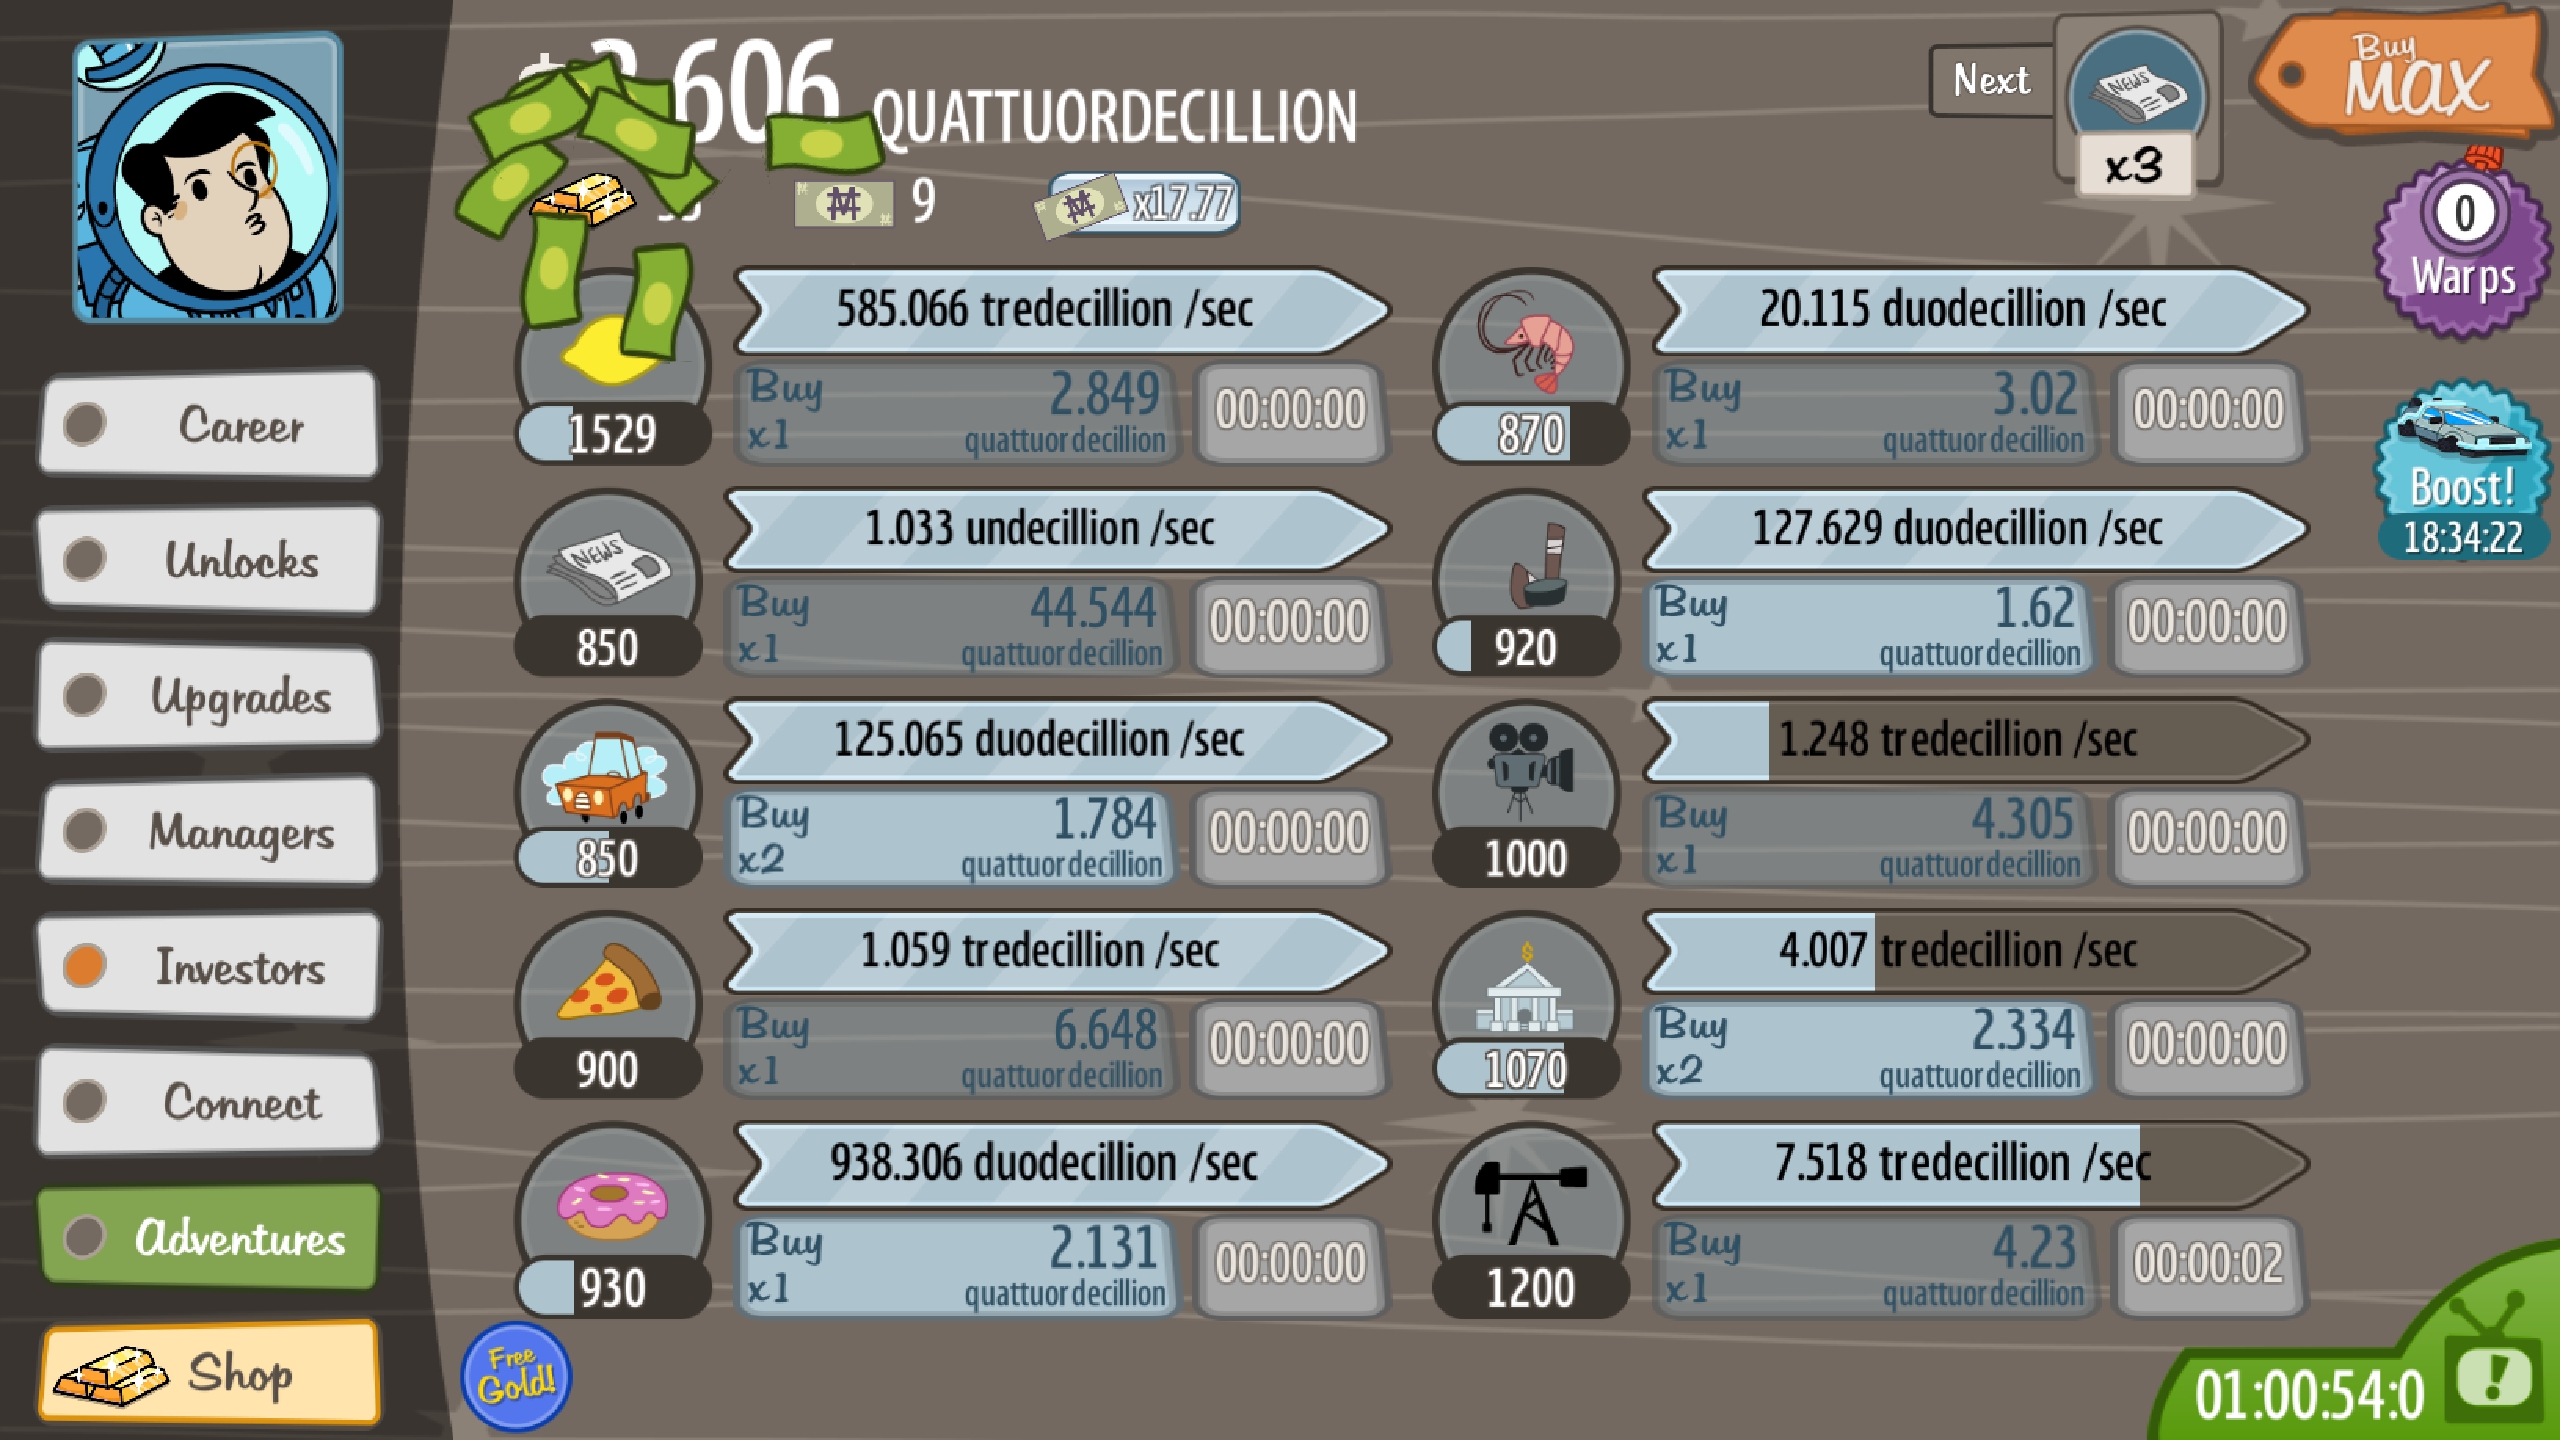 606 QUATTUORDECILLION
9
x17.77
Next
NEWS
x3
Buy
MAX
0
Warps
Boost!
18:34:22
Career
Unlocks
Upgrades
Managers
Investors
Connect
Adventures
Shop
585.066 tredecillion /sec
1529
Buy
x1
2.849
quattuordecillion
00:00:00
20.115 duodecillion /sec
870
Buy
x1
3.02
quattuordecillion
00:00:00
NEWS
1.033 undecillion /sec
850
Buy
x1
44.544
quattuordecillion
00:00:00
127.629 duodecillion /sec
920
Buy
x1
1.62
quattuordecillion
00:00:00
125.065 duodecillion /sec
850
Buy
x2
1.784
quattuordecillion
00:00:00
1.248 tredecillion /sec
1000
Buy
x1
4.305
quattuordecillion
00:00:00
1.059 tredecillion /sec
900
Buy
x1
6.648
quattuordecillion
00:00:00
$
4.007 tredecillion /sec
1070
Buy
x2
2.334
quattuordecillion
00:00:00
938.306 duodecillion /sec
930
Buy
x1
2.131
quattuordecillion
00:00:00
7.518 tredecillion /sec
1200
Buy
x1
4.23
quattuordecillion
00:00:02
Free
Gold!
01:00:54:0
!